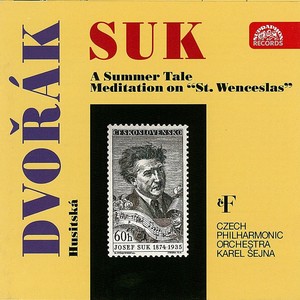 DVOŘÁK
Husitská
SUK
A Summer Tale
Meditation on "St. Wenceslas"
SUPRAPHON
RECORDS
ČESKOSLOVENSKO
60h
JOSEF SUK 1874-1935
CZECH
PHILHARMONIC
ORCHESTRA
KAREL ŠEJNA